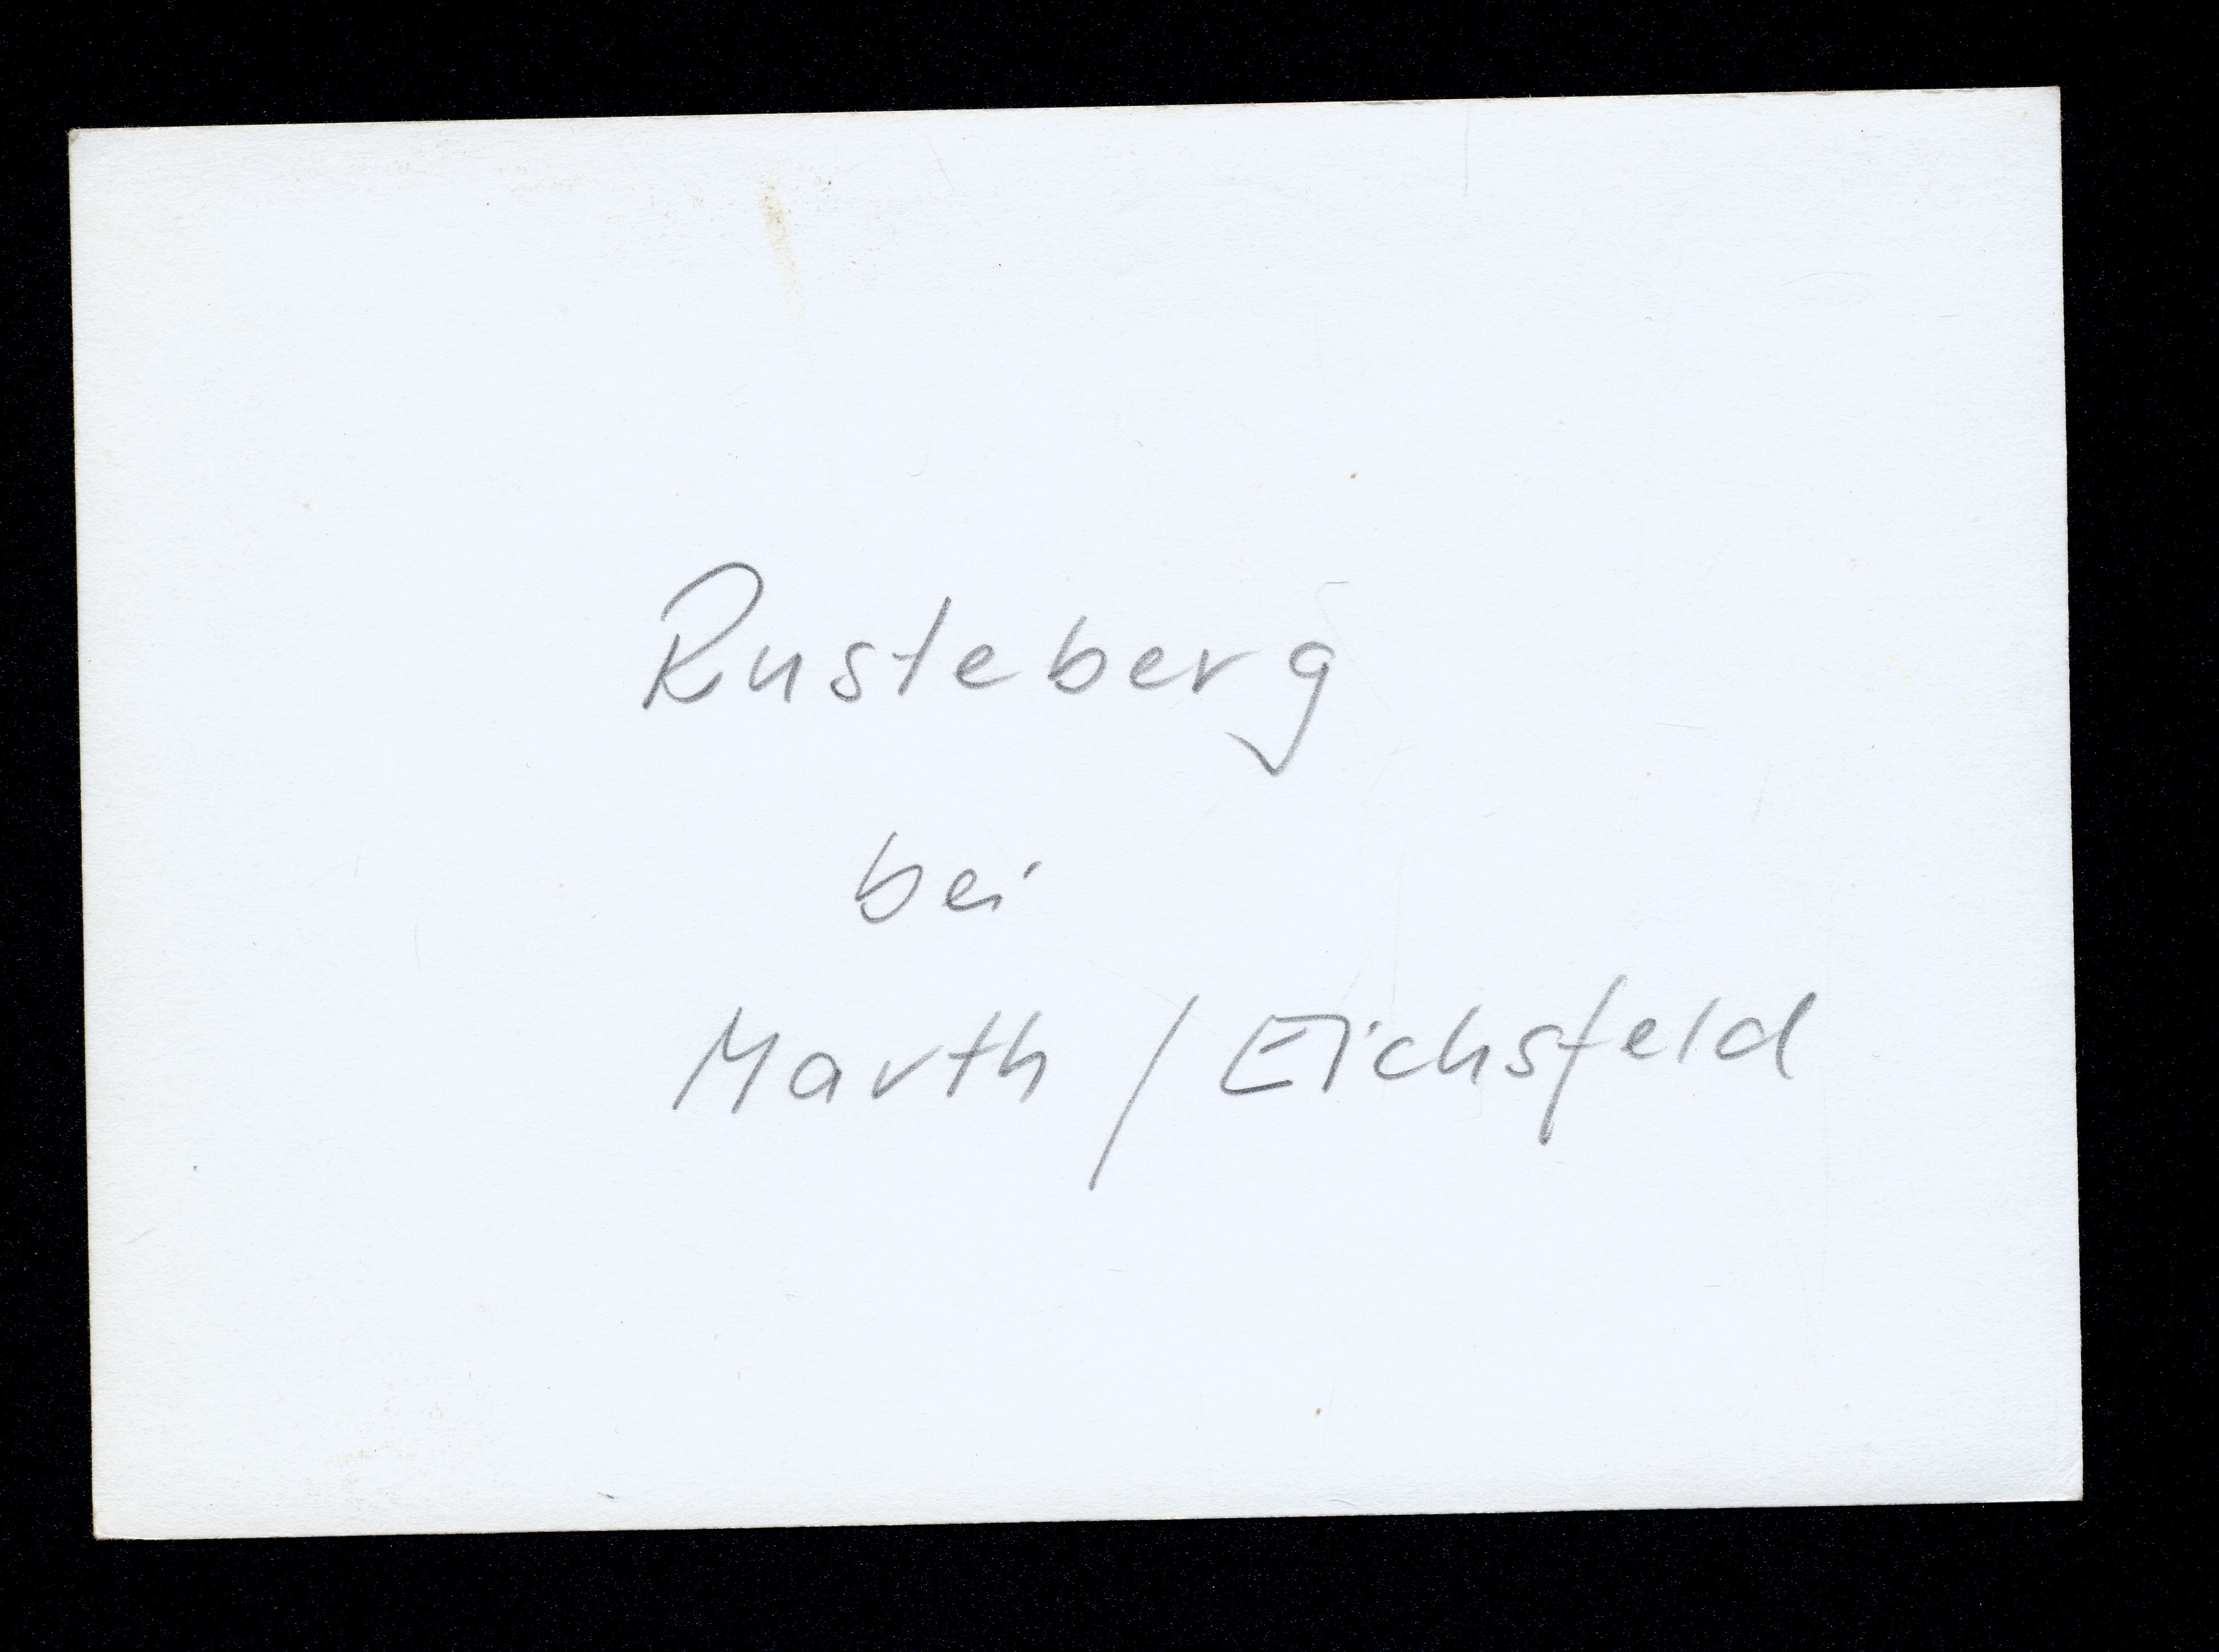 Rusteberg
bei
Marth / Eichsfeld